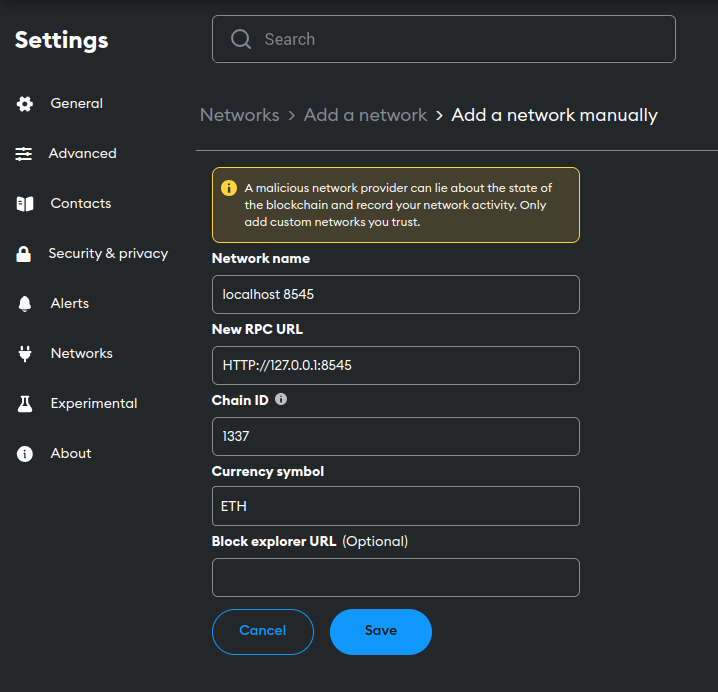 Settings
Search
General
Advanced
Contacts
Security & privacy
Alerts
Networks
Experimental
About
Networks > Add a network > Add a network manually
A malicious network provider can lie about the state of
the blockchain and record your network activity. Only
add custom networks you trust.
Network name
localhost 8545
New RPC URL
HTTP://127.0.0.1:8545
Chain ID
1337
Currency symbol
ETH
Block explorer URL (Optional)
Cancel
Save